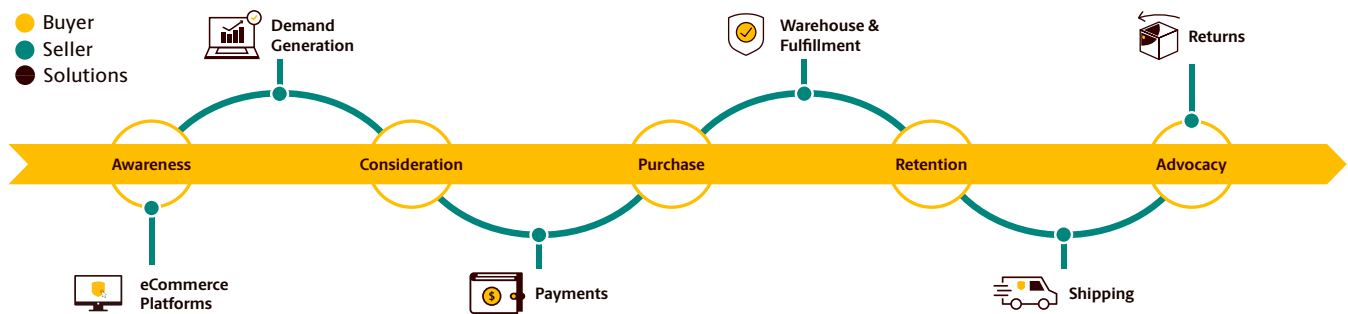 Buyer
Seller
Solutions
Demand
Generation
Warehouse &
Fulfillment
Returns
Awareness
Consideration
Purchase
Retention
Advocacy
eCommerce
Platforms
$
Payments
Shipping